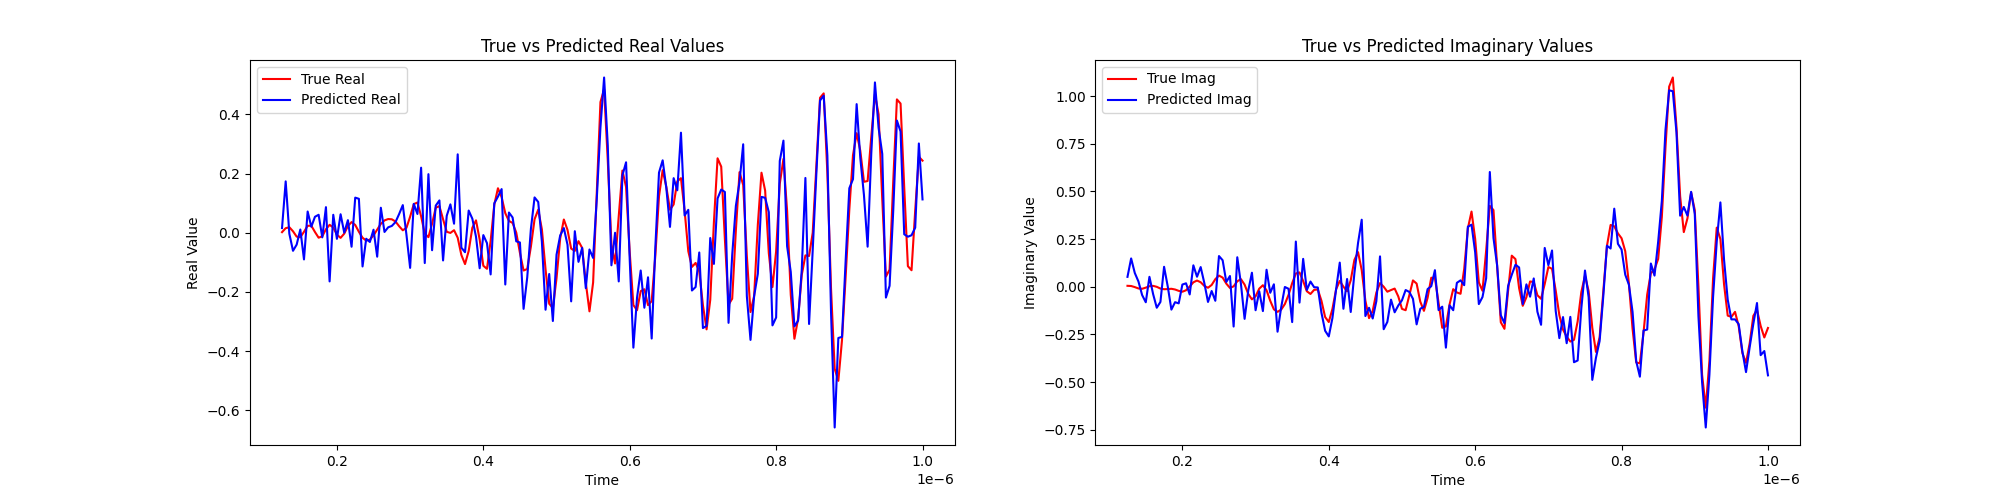 True vs Predicted Real Values
True Real
Predicted Real
Real Value
0.4
0.2
0.0
−0.2
−0.4
−0.6
0.2
0.4
0.6
0.8
1.0
1e−6
Time
True vs Predicted Imaginary Values
True Imag
Predicted Imag
Imaginary Value
1.00
0.75
0.50
0.25
0.00
−0.25
−0.50
−0.75
0.2
0.4
0.6
0.8
1.0
1e−6
Time